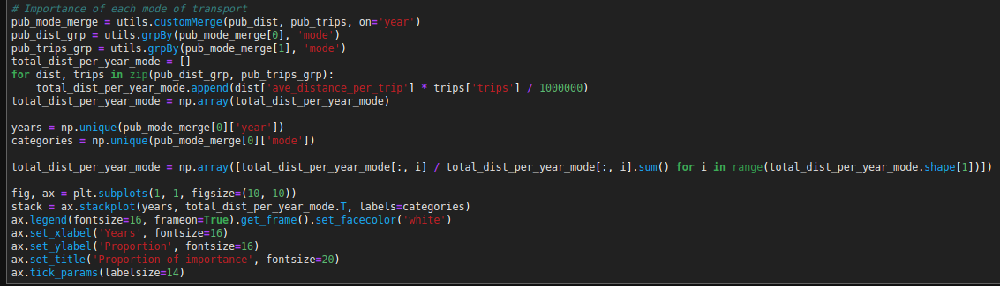 # Importance of each mode of transport
pub_mode_merge = utils.customMerge(pub_dist, pub_trips, on='year')
pub_dist_grp = utils.grpBy(pub_mode_merge[0], 'mode')
pub_trips_grp = utils.grpBy(pub_mode_merge[1], 'mode')
total_dist_per_year_mode = []
for dist, trips in zip(pub_dist_grp, pub_trips_grp):
    total_dist_per_year_mode.append(dist['ave_distance_per_trip'] * trips['trips'] / 1000000)
total_dist_per_year_mode = np.array(total_dist_per_year_mode)

years = np.unique(pub_mode_merge[0]['year'])
categories = np.unique(pub_mode_merge[0]['mode'])

total_dist_per_year_mode = np.array([total_dist_per_year_mode[:, i] / total_dist_per_year_mode[:, i].sum() for i in range(total_dist_per_year_mode.shape[1])])

fig, ax = plt.subplots(1, 1, figsize=(10, 10))
stack = ax.stackplot(years, total_dist_per_year_mode.T, labels=categories)
ax.legend(fontsize=16, frameon=True).get_frame().set_facecolor('white')
ax.set_xlabel('Years', fontsize=16)
ax.set_ylabel('Proportion', fontsize=16)
ax.set_title('Proportion of importance', fontsize=20)
ax.tick_params(labelsize=14)